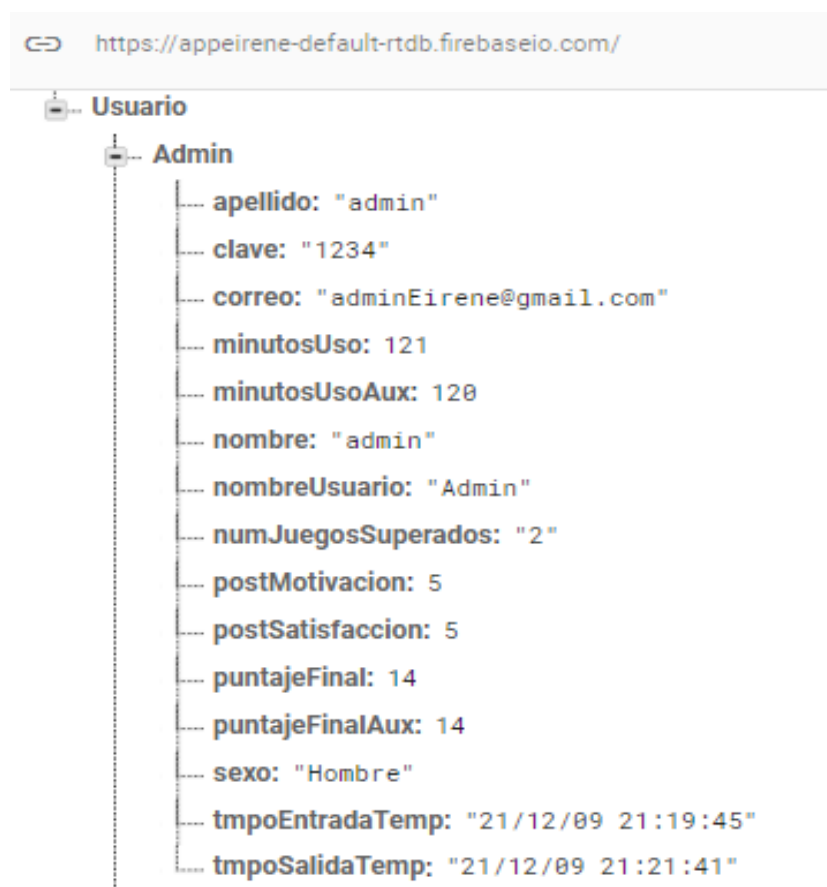 https://appeirene-default-rtdb.firebaseio.com/
Usuario
Admin
apellido: "admin"
clave: "1234"
correo: "adminEirene@gmail.com"
minutosUso: 121
minutosUsoAux: 120
nombre: "admin"
nombreUsuario: "Admin"
numJuegosSuperados: "2"
postMotivacion: 5
postSatisfaccion: 5
puntajeFinal: 14
puntajeFinalAux: 14
sexo: "Hombre"
tmpoEntradaTemp: "21/12/09 21:19:45"
tmpoSalidaTemp: "21/12/09 21:21:41"